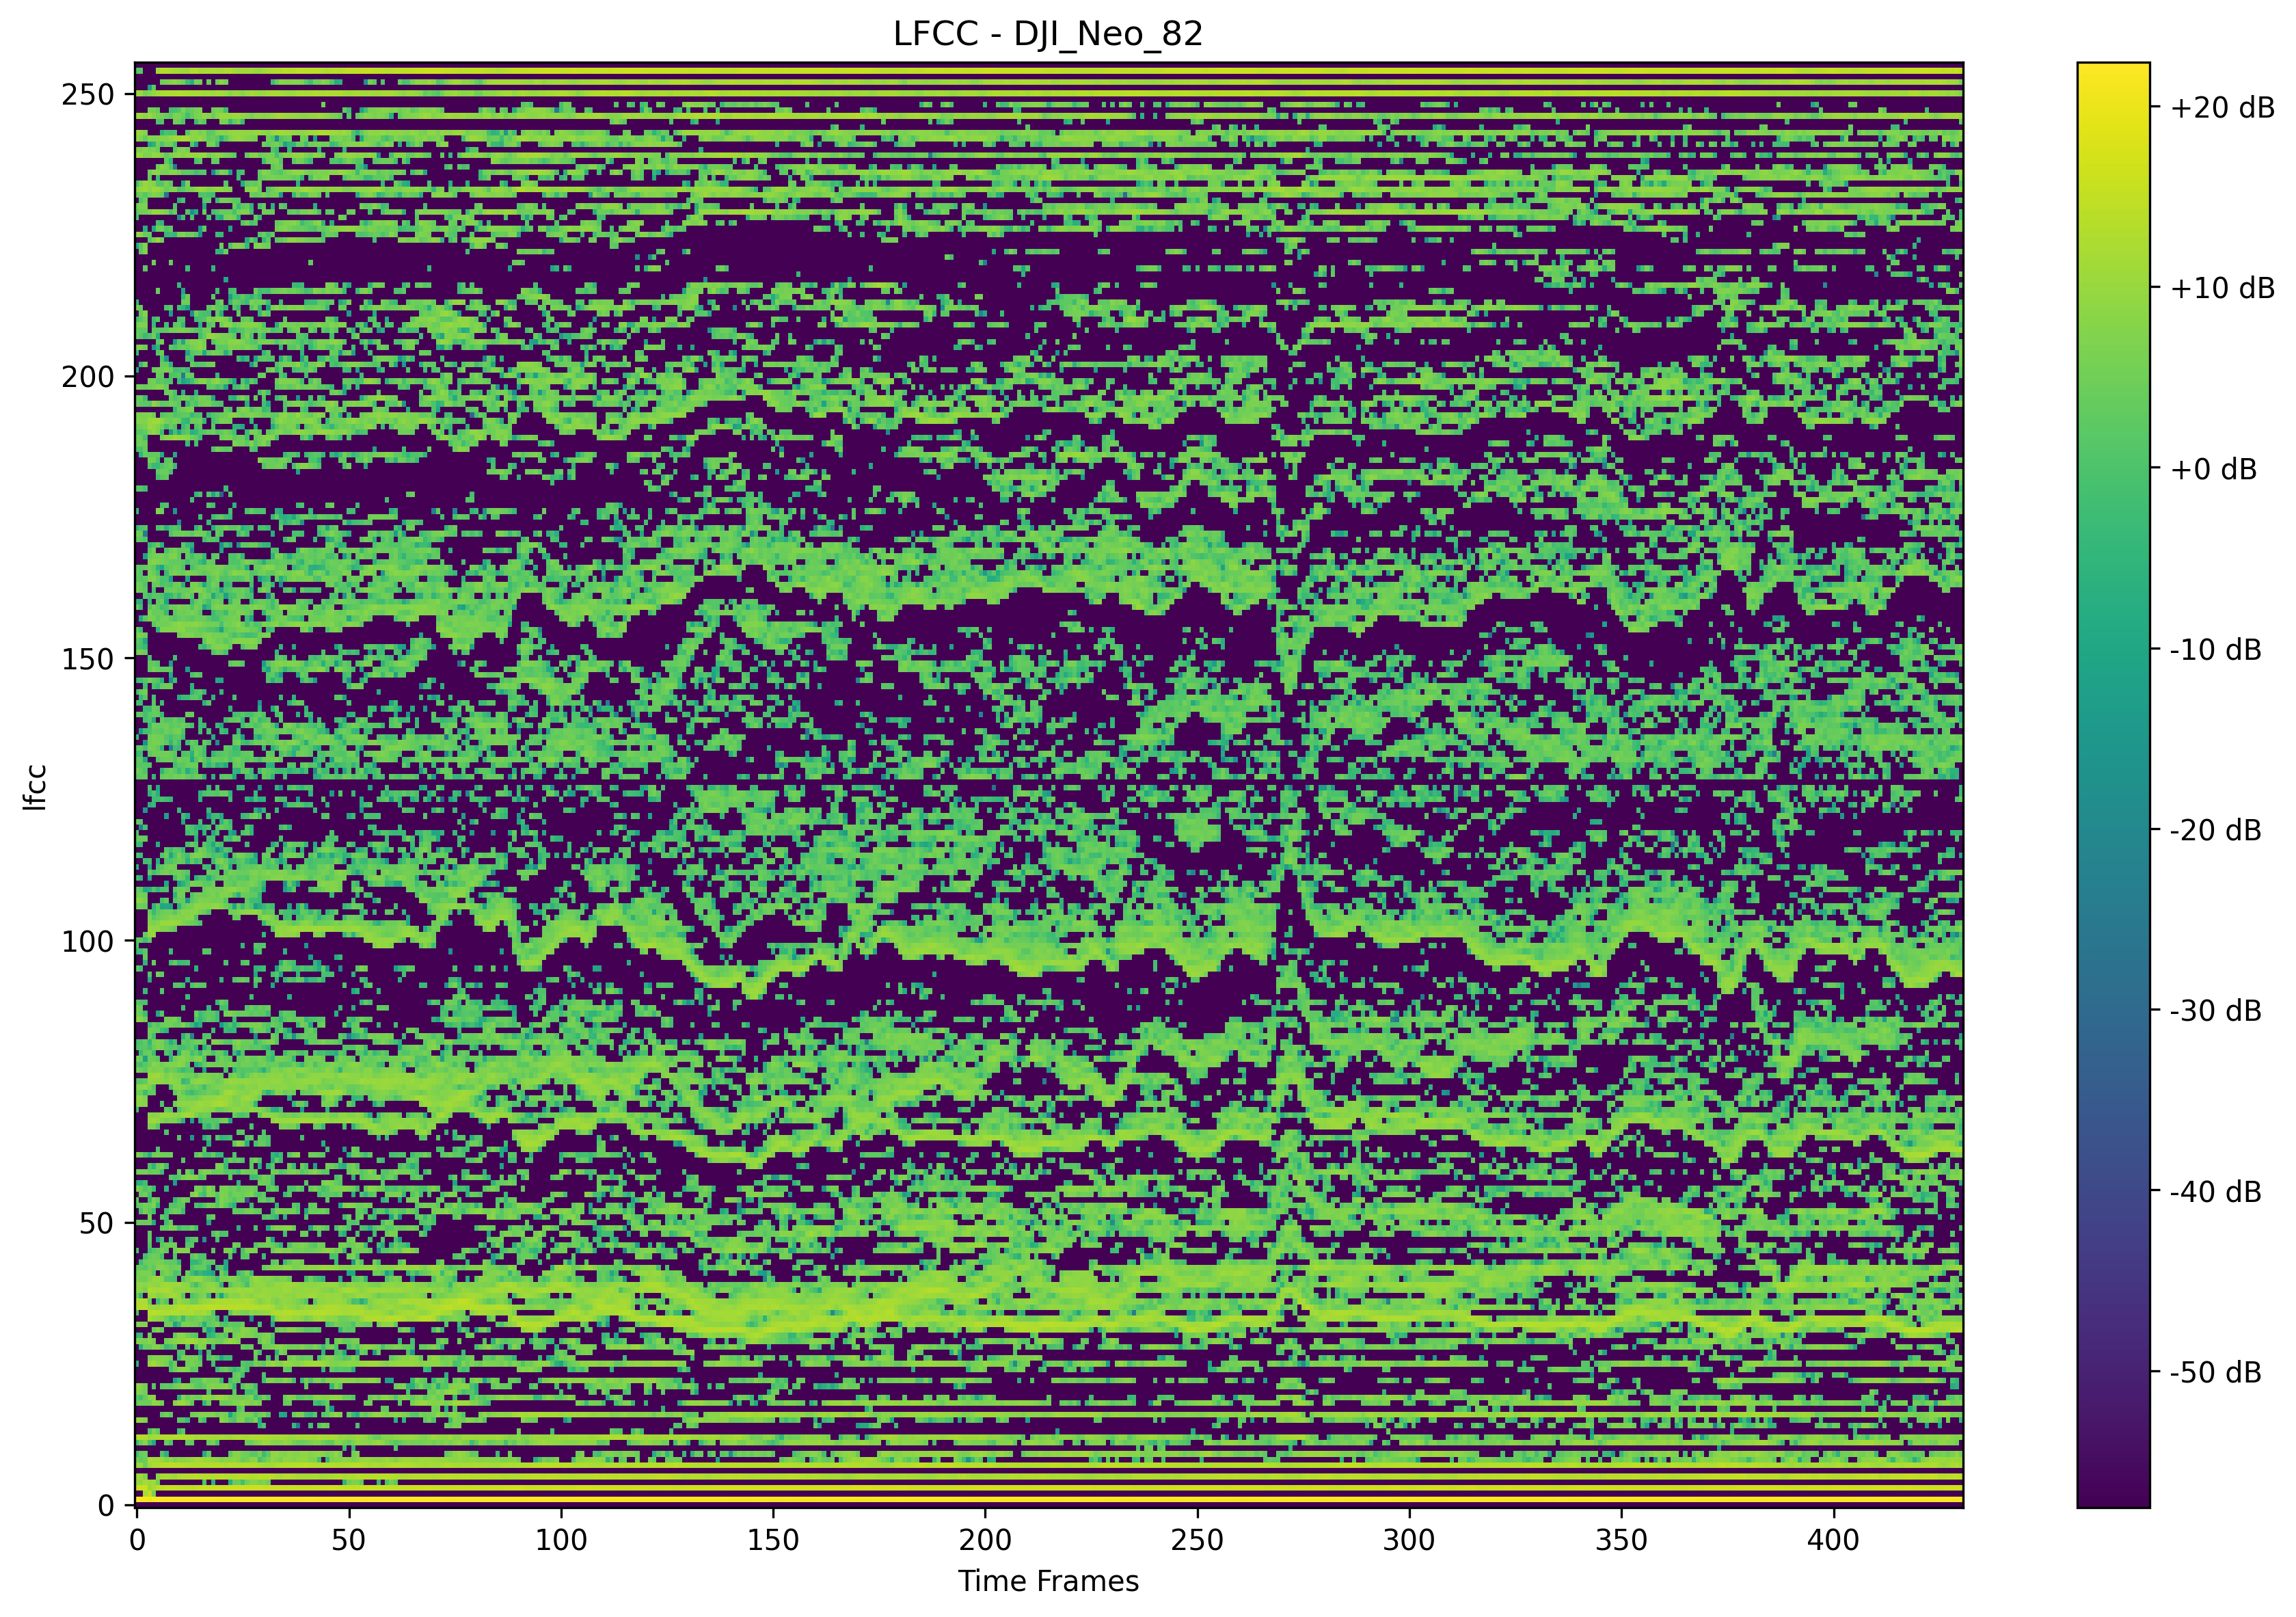 LFCC - DJI_Neo_82
250
200
150
100
50
0
lfcc
0 50 100 150 200 250 300 350 400
Time Frames
+20 dB
+10 dB
+0 dB
-10 dB
-20 dB
-30 dB
-40 dB
-50 dB